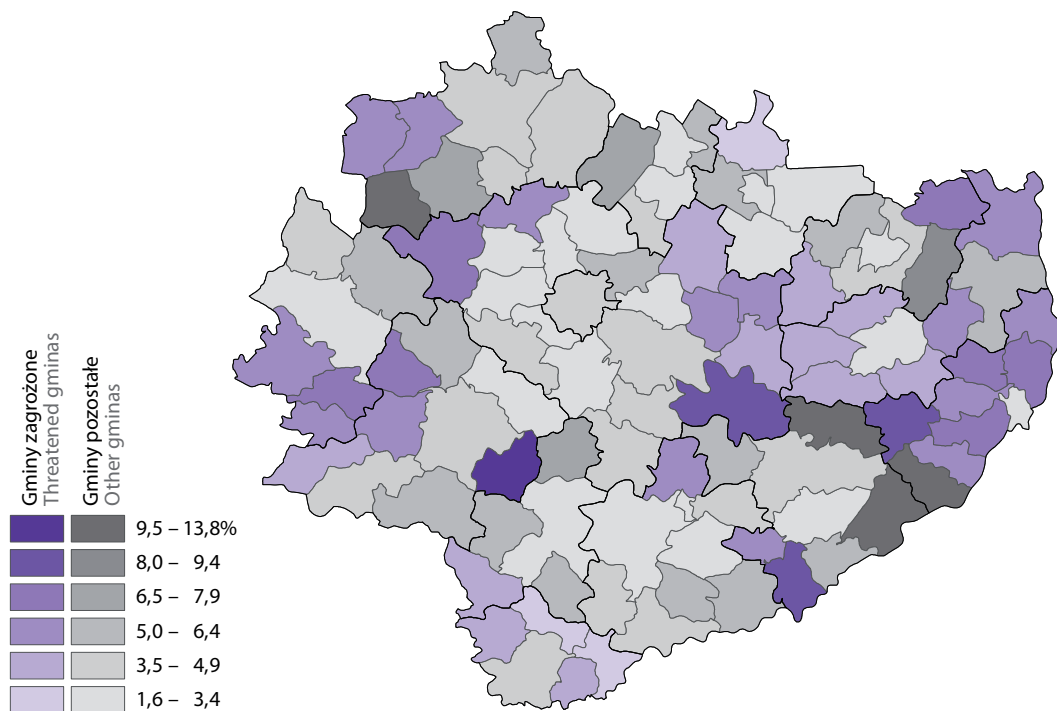 Gminy zagrożone
Threatened gminas
Gminy pozostałe
Other gminas
9,5 – 13,8%
8,0 – 9,4
6,5 – 7,9
5,0 – 6,4
3,5 – 4,9
1,6 – 3,4